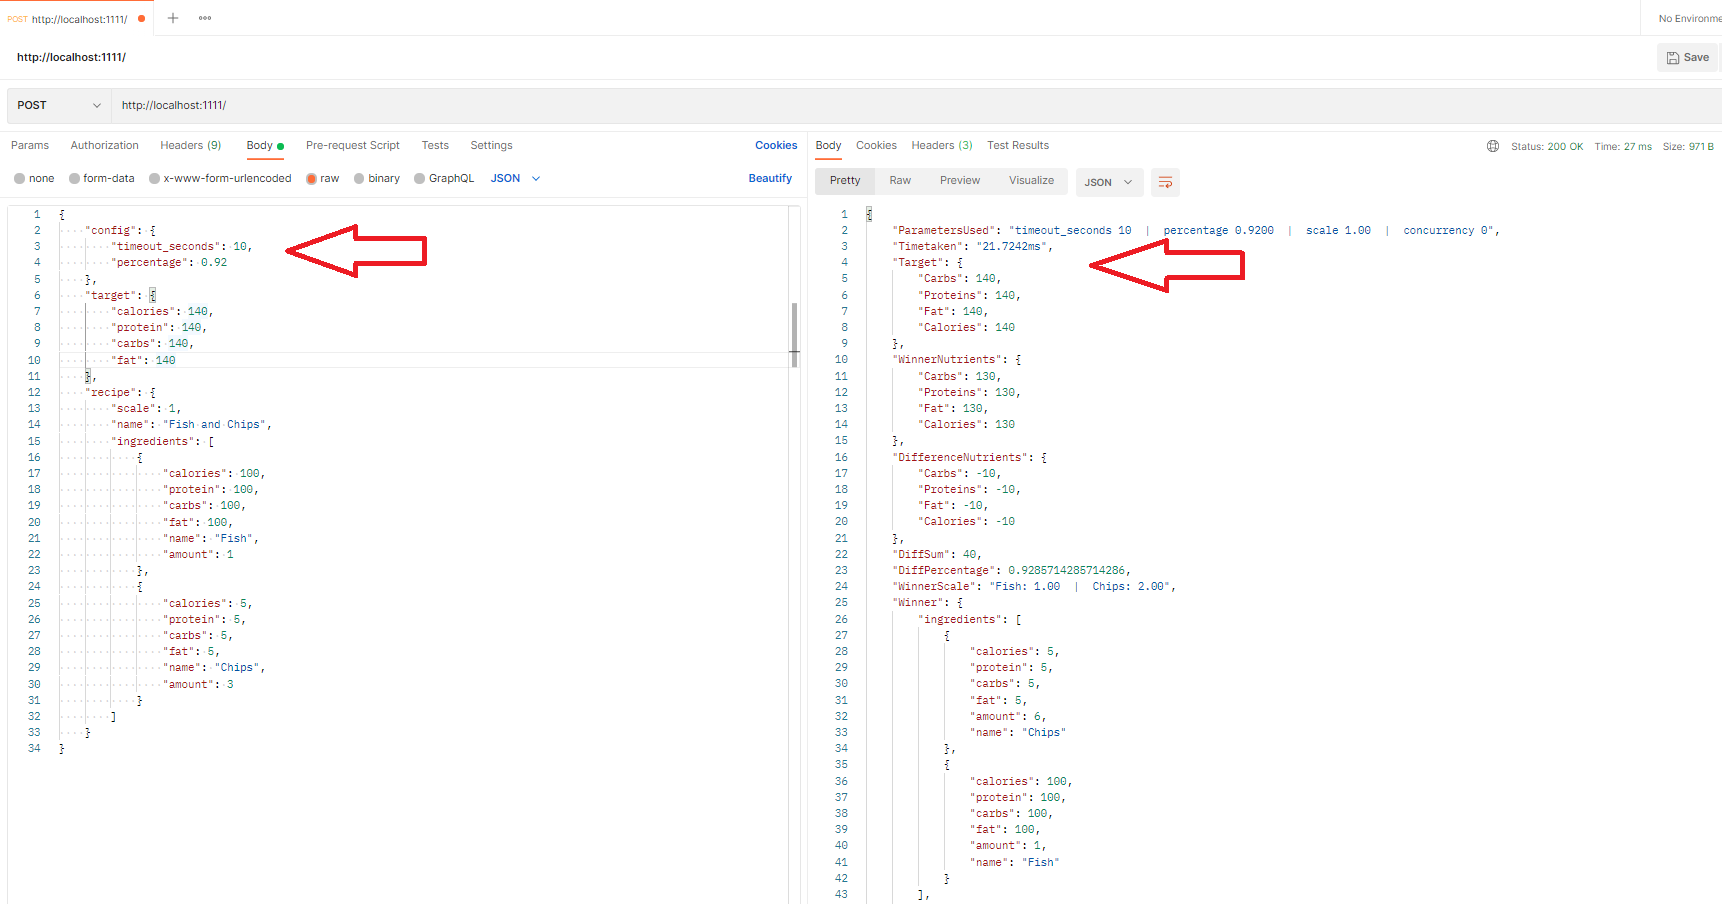 POST http://localhost:1111/
No Environme
http://localhost:1111/
Save
POST
http://localhost:1111/
Params Authorization Headers (9) Body Pre-request Script Tests Settings Cookies
none form-data x-www-form-urlencoded raw binary GraphQL JSON Beautify
1 {
2 "config": {
3 "timeout_seconds": 10,
4 "percentage": 0.92
5 },
6 "target": {
7 "calories": 140,
8 "protein": 140,
9 "carbs": 140,
10 "fat": 140
11 },
12 "recipe": {
13 "scale": 1,
14 "name": "Fish and Chips",
15 "ingredients": [
16 {
17 "calories": 100,
18 "protein": 100,
19 "carbs": 100,
20 "fat": 100,
21 "name": "Fish",
22 "amount": 1
23 },
24 {
25 "calories": 5,
26 "protein": 5,
27 "carbs": 5,
28 "fat": 5,
29 "name": "Chips",
30 "amount": 3
31 }
32 ]
33 }
34 }
Body Cookies Headers (3) Test Results Status: 200 OK Time: 27 ms Size: 971 B
Pretty Raw Preview Visualize JSON
1 {
2 "ParametersUsed": "timeout_seconds 10 | percentage 0.9200 | scale 1.00 | concurrency 0",
3 "Timetaken": "21.7242ms",
4 "Target": {
5 "Carbs": 140,
6 "Proteins": 140,
7 "Fat": 140,
8 "Calories": 140
9 },
10 "WinnerNutrients": {
11 "Carbs": 130,
12 "Proteins": 130,
13 "Fat": 130,
14 "Calories": 130
15 },
16 "DifferenceNutrients": {
17 "Carbs": -10,
18 "Proteins": -10,
19 "Fat": -10,
20 "Calories": -10
21 },
22 "DiffSum": 40,
23 "DiffPercentage": 0.9285714285714286,
24 "WinnerScale": "Fish: 1.00 | Chips: 2.00",
25 "Winner": {
26 "ingredients": [
27 {
28 "calories": 5,
29 "protein": 5,
30 "carbs": 5,
31 "fat": 5,
32 "amount": 6,
33 "name": "Chips"
34 },
35 {
36 "calories": 100,
37 "protein": 100,
38 "carbs": 100,
39 "fat": 100,
40 "amount": 1,
41 "name": "Fish"
42 }
43 ],